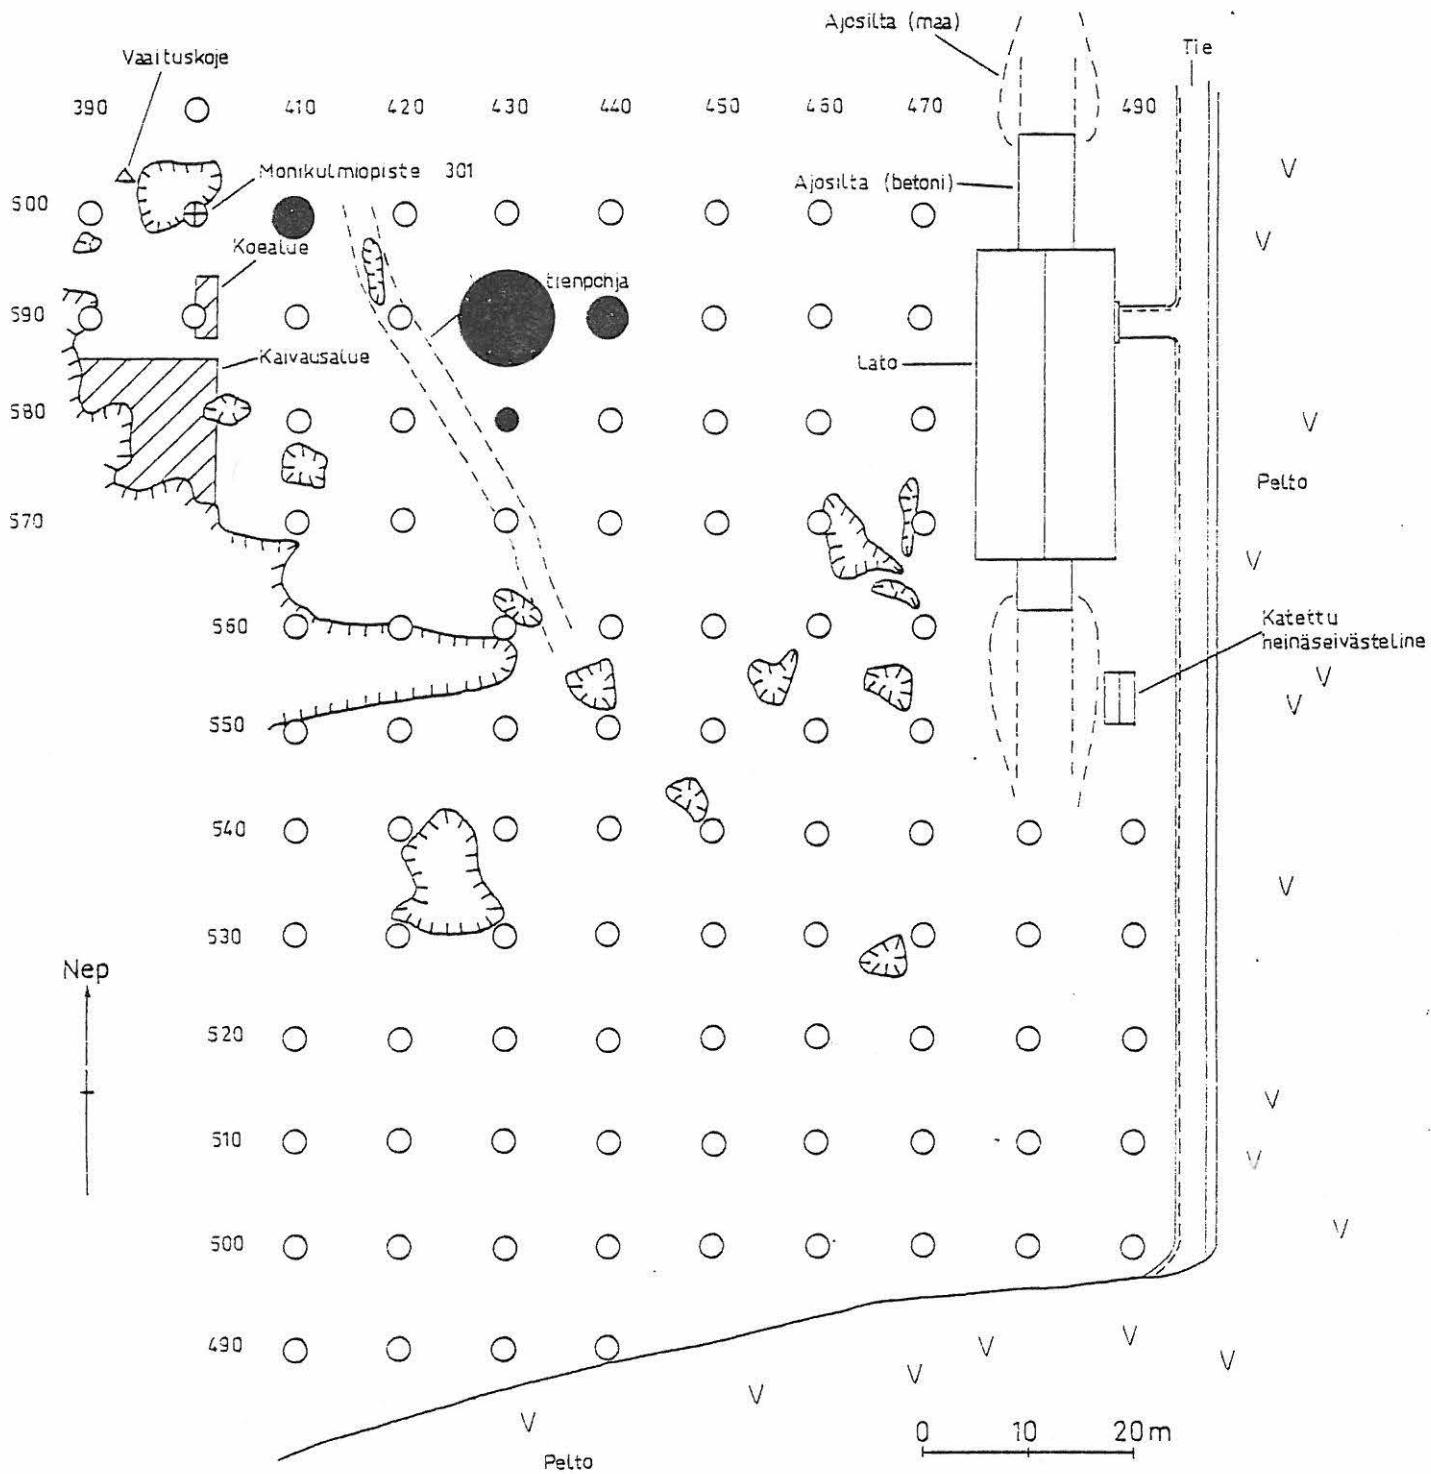 Ajosilta (maa)
Tie
Vaaituskoje
390 410 420 430 440 450 460 470 490
Monikulmiopiste 301
Ajosilta (betoni)
500
Koealue
tienpohja
590
Kaivausalue
Lato
580
Pelto
570
560
Katettu
heinäseivästeline
550
540
530
Nep
520
510
500
490
0 10 20 m
Pelto